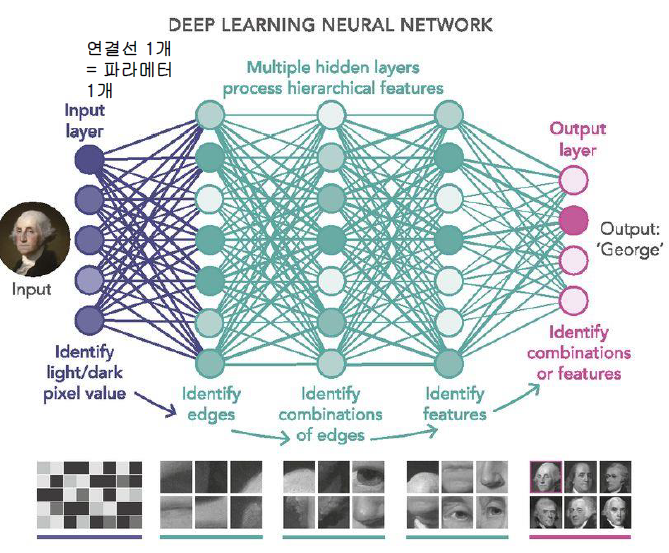 DEEP LEARNING NEURAL NETWORK
연결선 1개
= 파라메터
1개
Multiple hidden layers
process hierarchical features
Input
layer
Output
layer
Output:
‘George’
Input
Identify
light/dark
pixel value
Identify
edges
Identify
combinations
of edges
Identify
features
Identify
combinations
or features